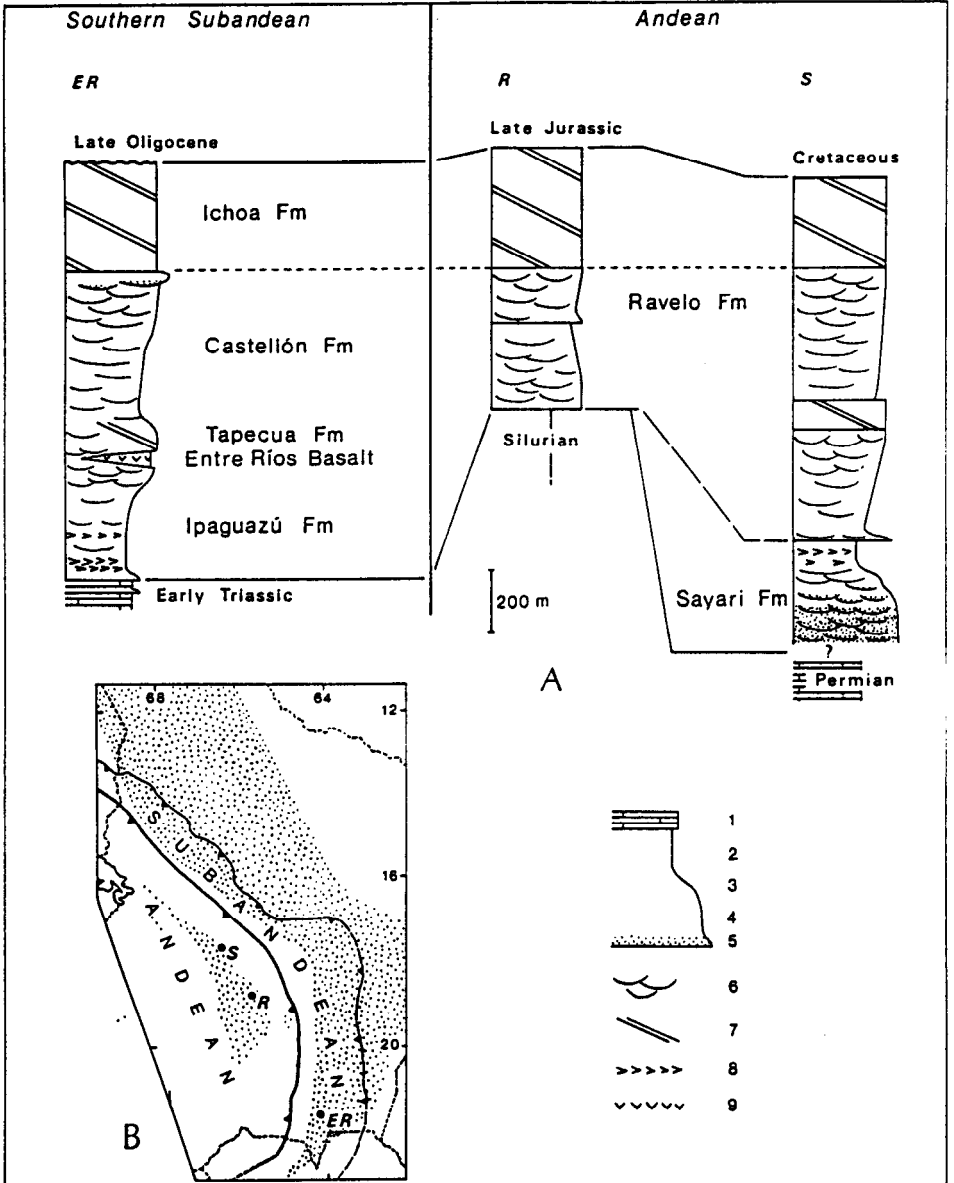 Southern Subandean
Andean
ER
R
S
Late Oligocene
Late Jurassic
Cretaceous
Ichoa Fm
Ravelo Fm
Castellón Fm
Tapecua Fm
Entre Ríos Basalt
Silurian
Ipaguazú Fm
200 m
Sayari Fm
Early Triassic
?
Permian
A
68
64
12
16
20
SUBANDEAN
ANDEAN
S
R
ER
B
1
2
3
4
5
6
7
8
9